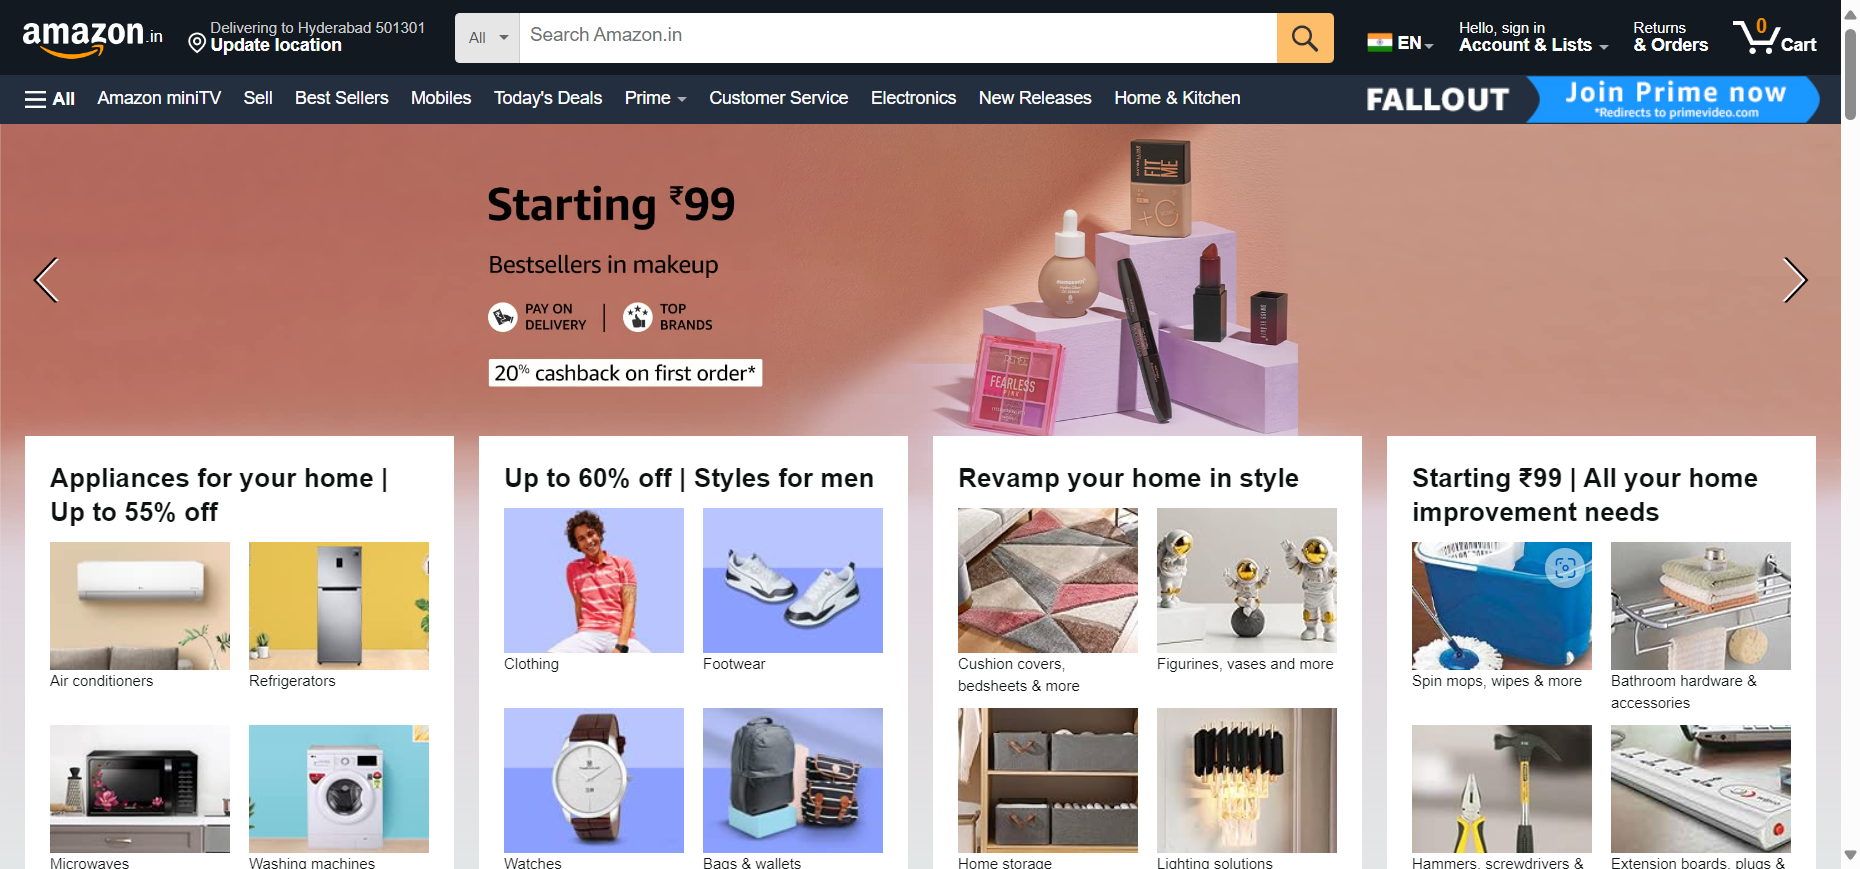 amazon.in
Delivering to Hyderabad 501301
Update location
All
Search Amazon.in
EN
Hello, sign in
Account & Lists
Returns
& Orders
0
Cart
All
Amazon miniTV
Sell
Best Sellers
Mobiles
Today's Deals
Prime
Customer Service
Electronics
New Releases
Home & Kitchen
FALLOUT
Join Prime now
*Redirects to primevideo.com
Starting ₹99
Bestsellers in makeup
PAY ON
DELIVERY
TOP
BRANDS
20% cashback on first order*
FIT
ME
RENEE
FEARLESS
PINK
Appliances for your home |
Up to 55% off
Air conditioners
Refrigerators
Microwaves
Washing machines
Up to 60% off | Styles for men
Clothing
Footwear
Watches
Bags & wallets
Revamp your home in style
Cushion covers,
bedsheets & more
Figurines, vases and more
Home storage
Lighting solutions
Starting ₹99 | All your home
improvement needs
Spin mops, wipes & more
Bathroom hardware &
accessories
Hammers, screwdrivers &
Extension boards, plugs &